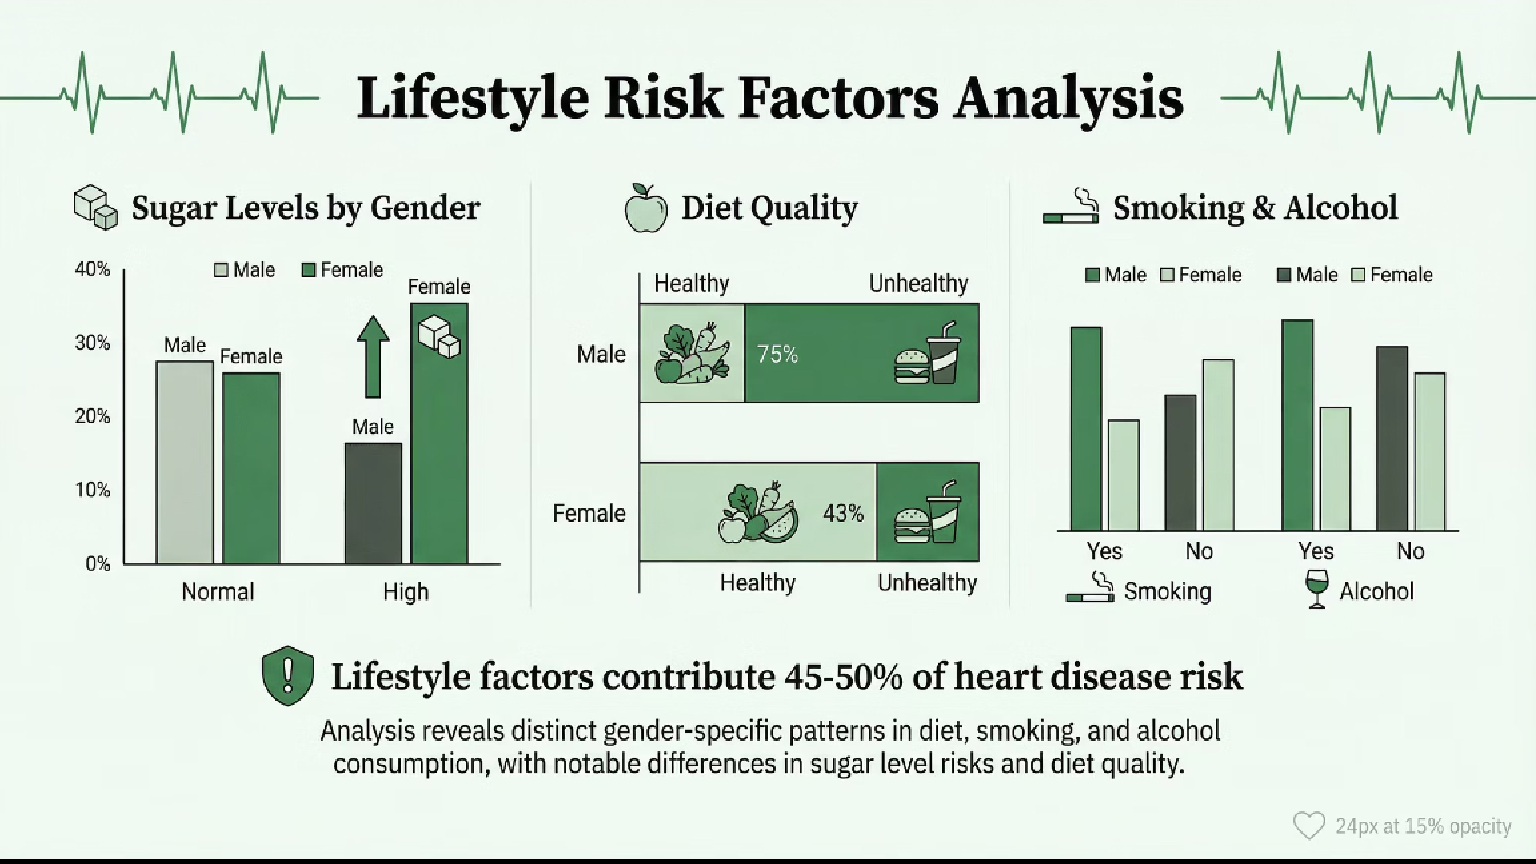 Lifestyle Risk Factors Analysis
Sugar Levels by Gender
Male Female
40%
30%
20%
10%
0%
Male
Female
Male
Female
Normal
High
Diet Quality
Healthy Unhealthy
Male
75%
Female
43%
Healthy Unhealthy
Smoking & Alcohol
Male Female Male Female
Yes No Yes No
Smoking Alcohol
Lifestyle factors contribute 45-50% of heart disease risk
Analysis reveals distinct gender-specific patterns in diet, smoking, and alcohol
consumption, with notable differences in sugar level risks and diet quality.
24px at 15% opacity